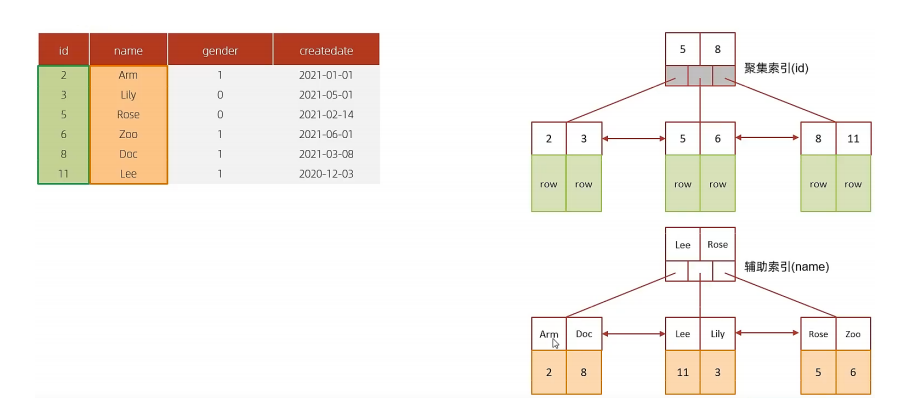 id name gender createdate
2 Arm 1 2021-01-01
3 Lily 0 2021-05-01
5 Rose 0 2021-02-14
6 Zoo 1 2021-06-01
8 Doc 1 2021-03-08
11 Lee 1 2020-12-03
5 8
聚集索引(id)
2 3 5 6 8 11
row row row row row row
Lee Rose
辅助索引(name)
Arm Doc Lee Lily Rose Zoo
2 8 11 3 5 6